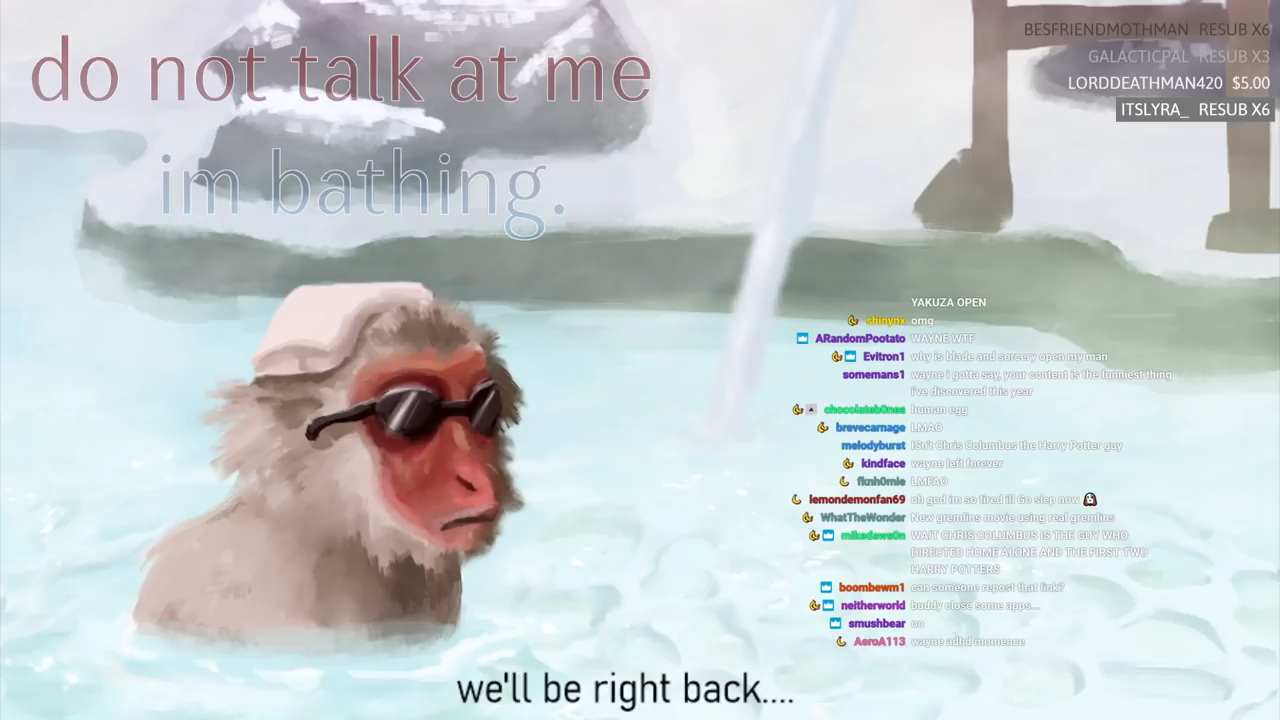 do not talk at me
im bathing.
BESFRIENDMOTHMAN RESUB X6
GALACTICPAL RESUB X3
LORDDEATHMAN420 $5.00
ITSLYRA_ RESUB X6
YAKUZA OPEN
shinynx omg
ARandomPootato WAYNE WTF
Evitron1 why is blade and sorcery open my man
somemans1 wayne i gotta say, your content is the funniest thing
i've discovered this year
chocolateb0nes human egg
brevecarnage LMAO
melodyburst ISn't Chris Columbus the Harry Potter guy
kindface wayne left forever
fknh0mie LMFAO
lemondemonfan69 oh god im so tired ill Go slep now
WhatTheWonder New gremlins movie using real gremlins
mikedaws0n WAIT CHRIS COLUMBUS IS THE GUY WHO
DIRECTED HOME ALONE AND THE FIRST TWO
HARRY POTTERS
boombewm1 can someone repost that link?
neitherworld buddy close some apps...
smushbear oo
AeroA113 wayne adhd momence
we'll be right back....